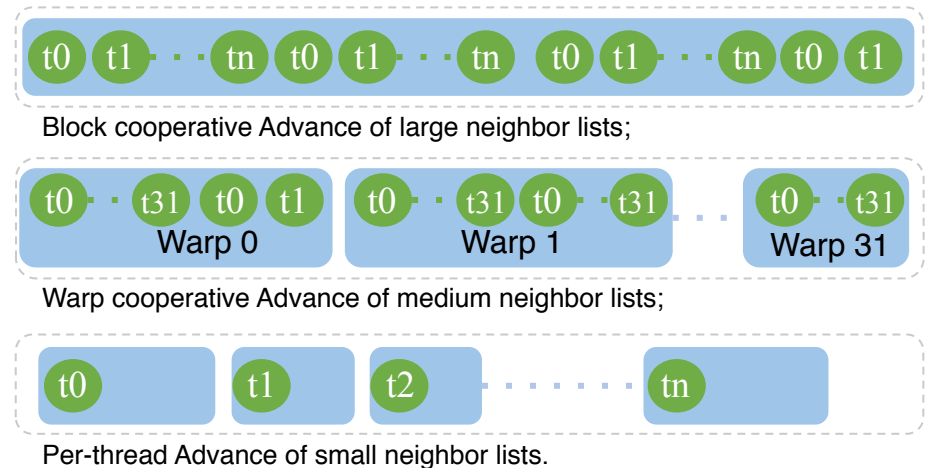 t0 t1 tn t0 t1 tn t0 t1 tn t0 t1
Block cooperative Advance of large neighbor lists;
t0 t31 t0 t1 t0 t31 t0 t31 t0 t31
Warp 0 Warp 1 Warp 31
Warp cooperative Advance of medium neighbor lists;
t0 t1 t2 tn
Per-thread Advance of small neighbor lists.